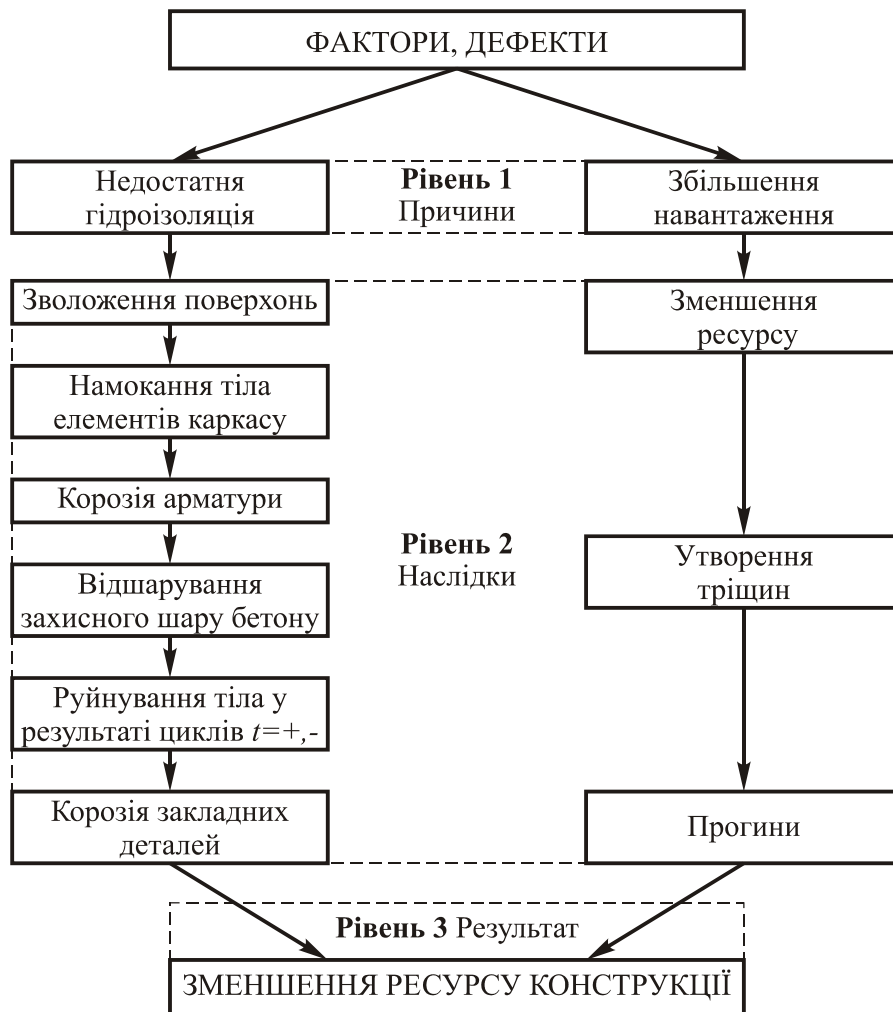 ФАКТОРИ, ДЕФЕКТИ
Недостатня
гідроізоляція
Рівень 1
Причини
Збільшення
навантаження
Зволоження поверхонь
Зменшення
ресурсу
Намокання тіла
елементів каркасу
Корозія арматури
Рівень 2
Наслідки
Утворення
тріщин
Відшарування
захисного шару бетону
Руйнування тіла у
результаті циклів t=+,-
Корозія закладних
деталей
Прогини
Рівень 3 Результат
ЗМЕНШЕННЯ РЕСУРСУ КОНСТРУКЦІЇ